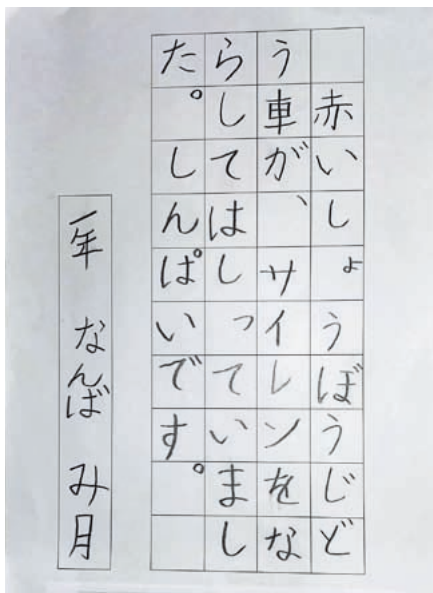 赤いしょうぼうじど
う車が、サイレンをな
らしてはしっていまし
た。しんぱいです。
一年　なんば　み月